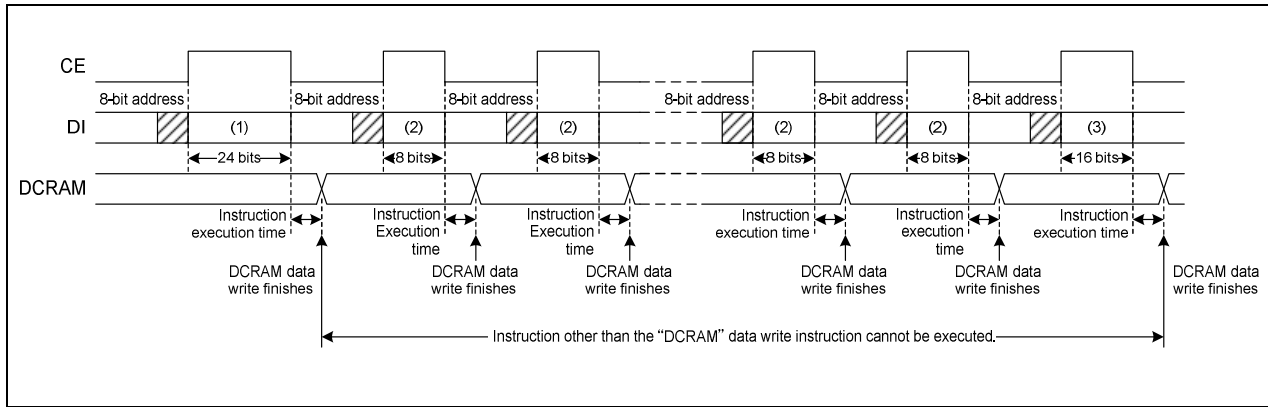 CE
8-bit address 8-bit address 8-bit address 8-bit address 8-bit address 8-bit address
DI (1) (2) (2) (2) (2) (3)
24 bits 8 bits 8 bits 8 bits 8 bits 16 bits
DCRAM
Instruction Instruction Instruction Instruction Instruction Instruction
execution time Execution Execution execution time execution execution time
time time time
DCRAM data DCRAM data DCRAM data DCRAM data DCRAM data DCRAM data
write finishes write finishes write finishes write finishes write finishes write finishes
Instruction other than the “DCRAM” data write instruction cannot be executed.